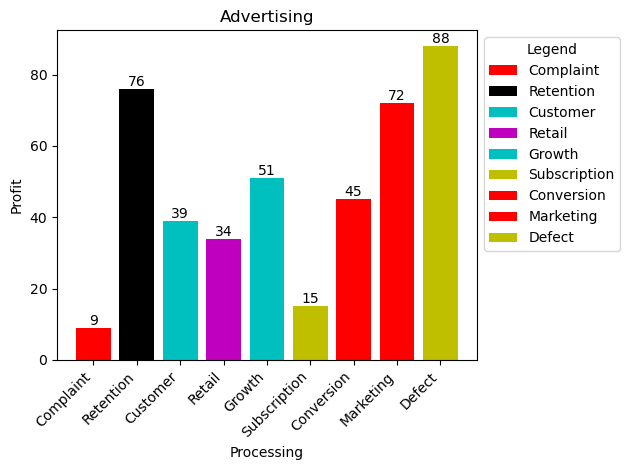 Advertising
88
76
72
51
45
39
34
15
9
Profit
80
60
40
20
0
Complaint
Retention
Customer
Retail
Growth
Subscription
Conversion
Marketing
Defect
Processing
Legend
Complaint
Retention
Customer
Retail
Growth
Subscription
Conversion
Marketing
Defect